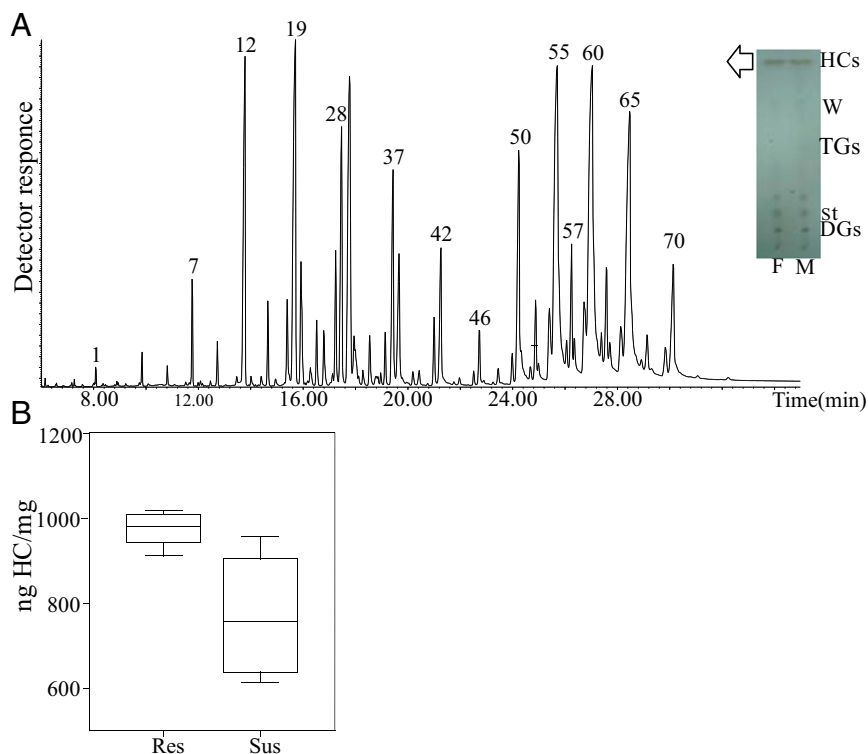 A
Detector responce
1
7
12
19
28
37
42
46
50
55
57
60
65
70
8.00
12.00
16.00
20.00
24.00
28.00
Time(min)
HCs
W
TGs
St
DGs
F M
B
ng HC/mg
1200
1000
800
600
Res Sus